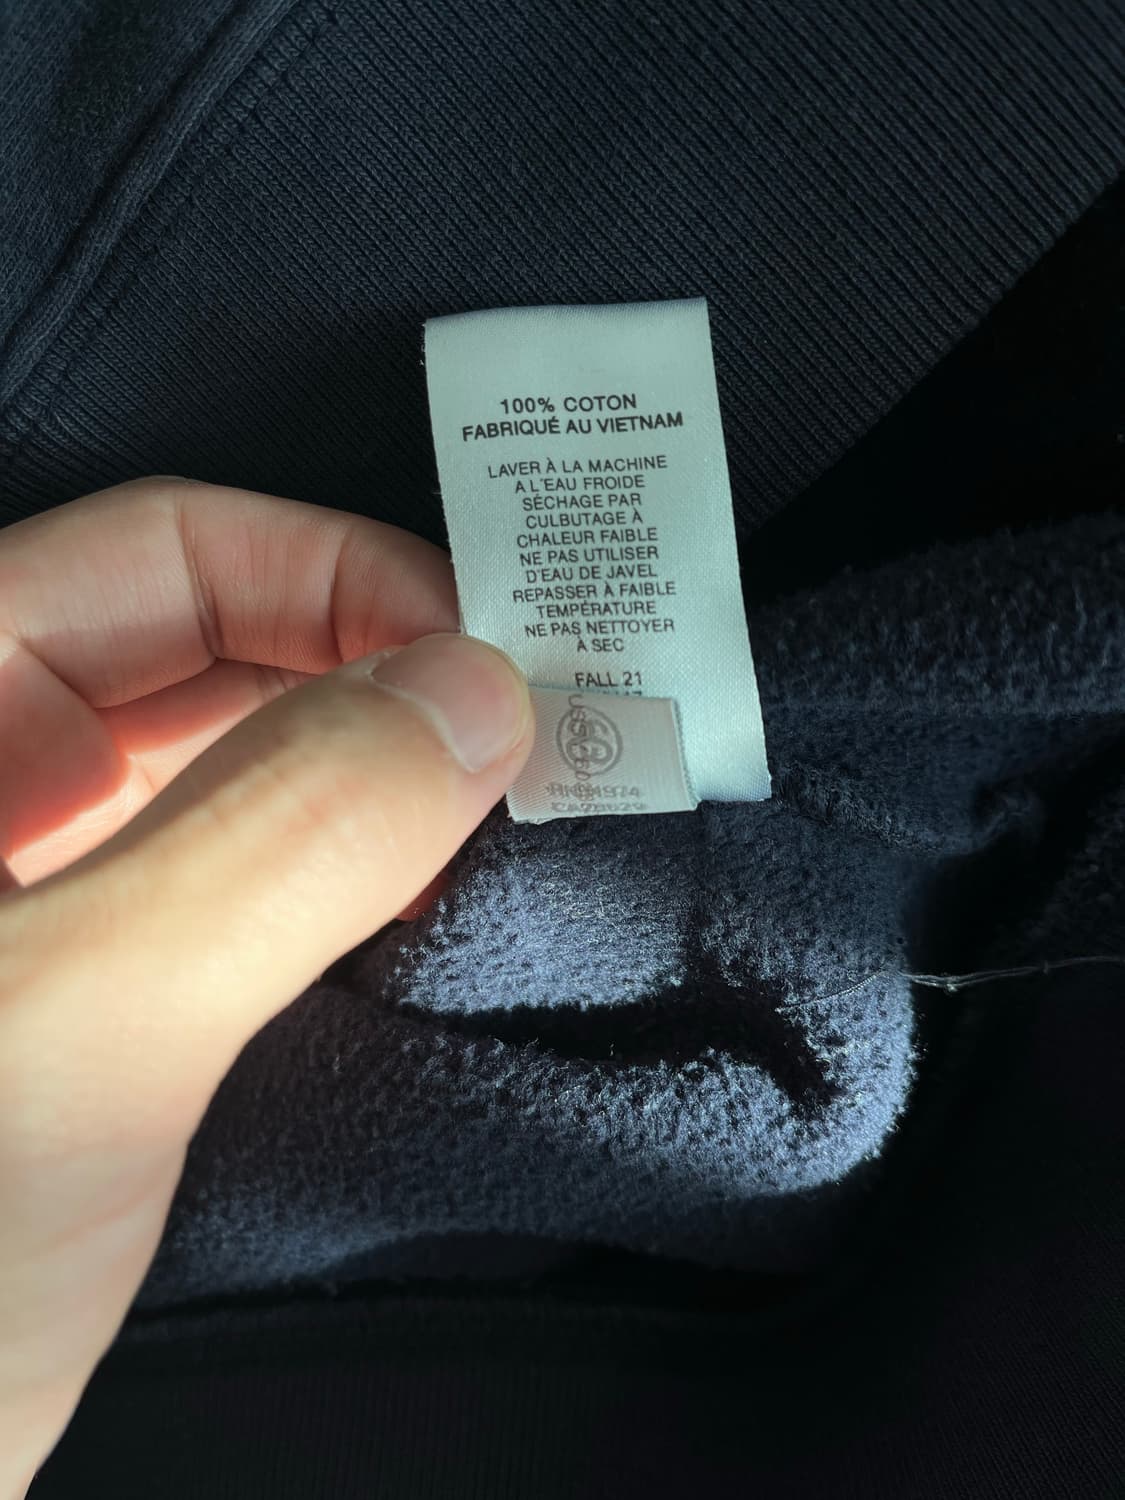 100% COTON
FABRIQUÉ AU VIETNAM
LAVER À LA MACHINE
A L'EAU FROIDE
SÉCHAGE PAR
CULBUTAGE À
CHALEUR FAIBLE
NE PAS UTILISER
D'EAU DE JAVEL
REPASSER À FAIBLE
TEMPÉRATURE
NE PAS NETTOYER
À SEC
FALL 21